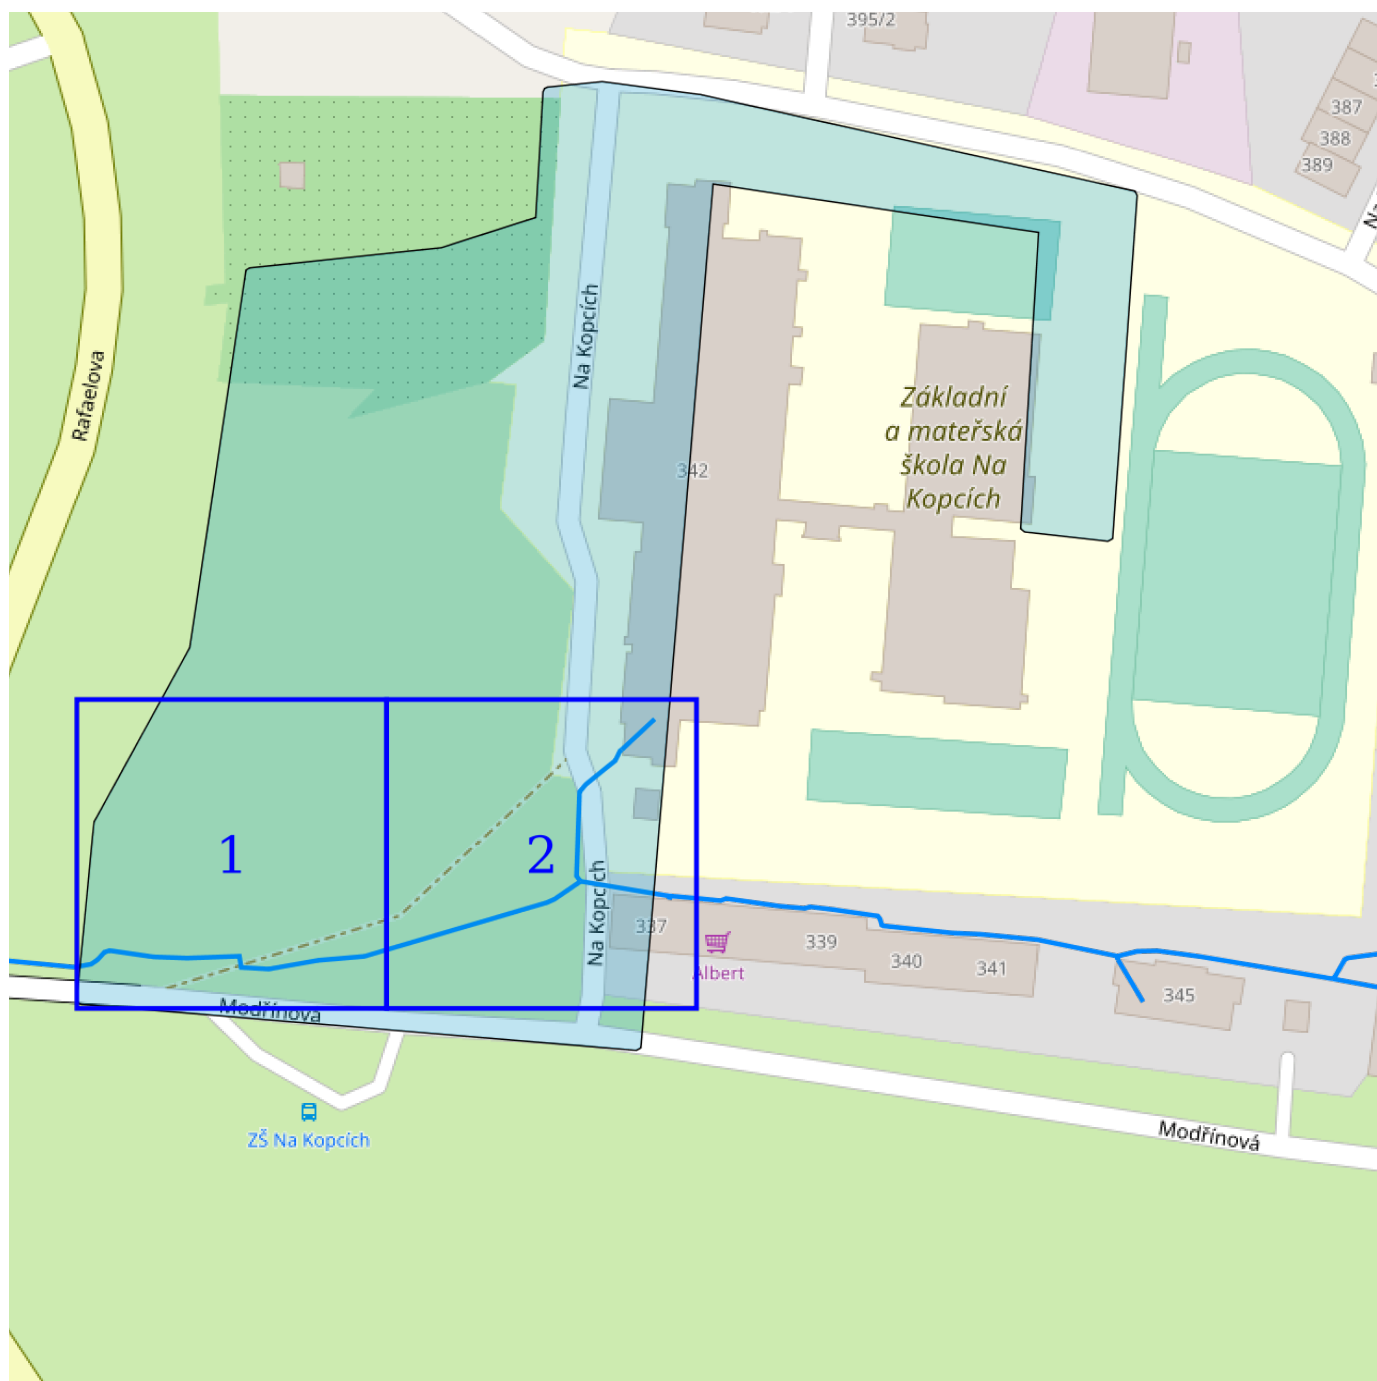 395/2
387
388
389
Rafaelova
Na Kopcích
342
Základní
a mateřská
škola Na
Kopcích
1
2
Na Kopcích
337
339
340
341
345
Albert
Modřínová
ZŠ Na Kopcích
Modřínová